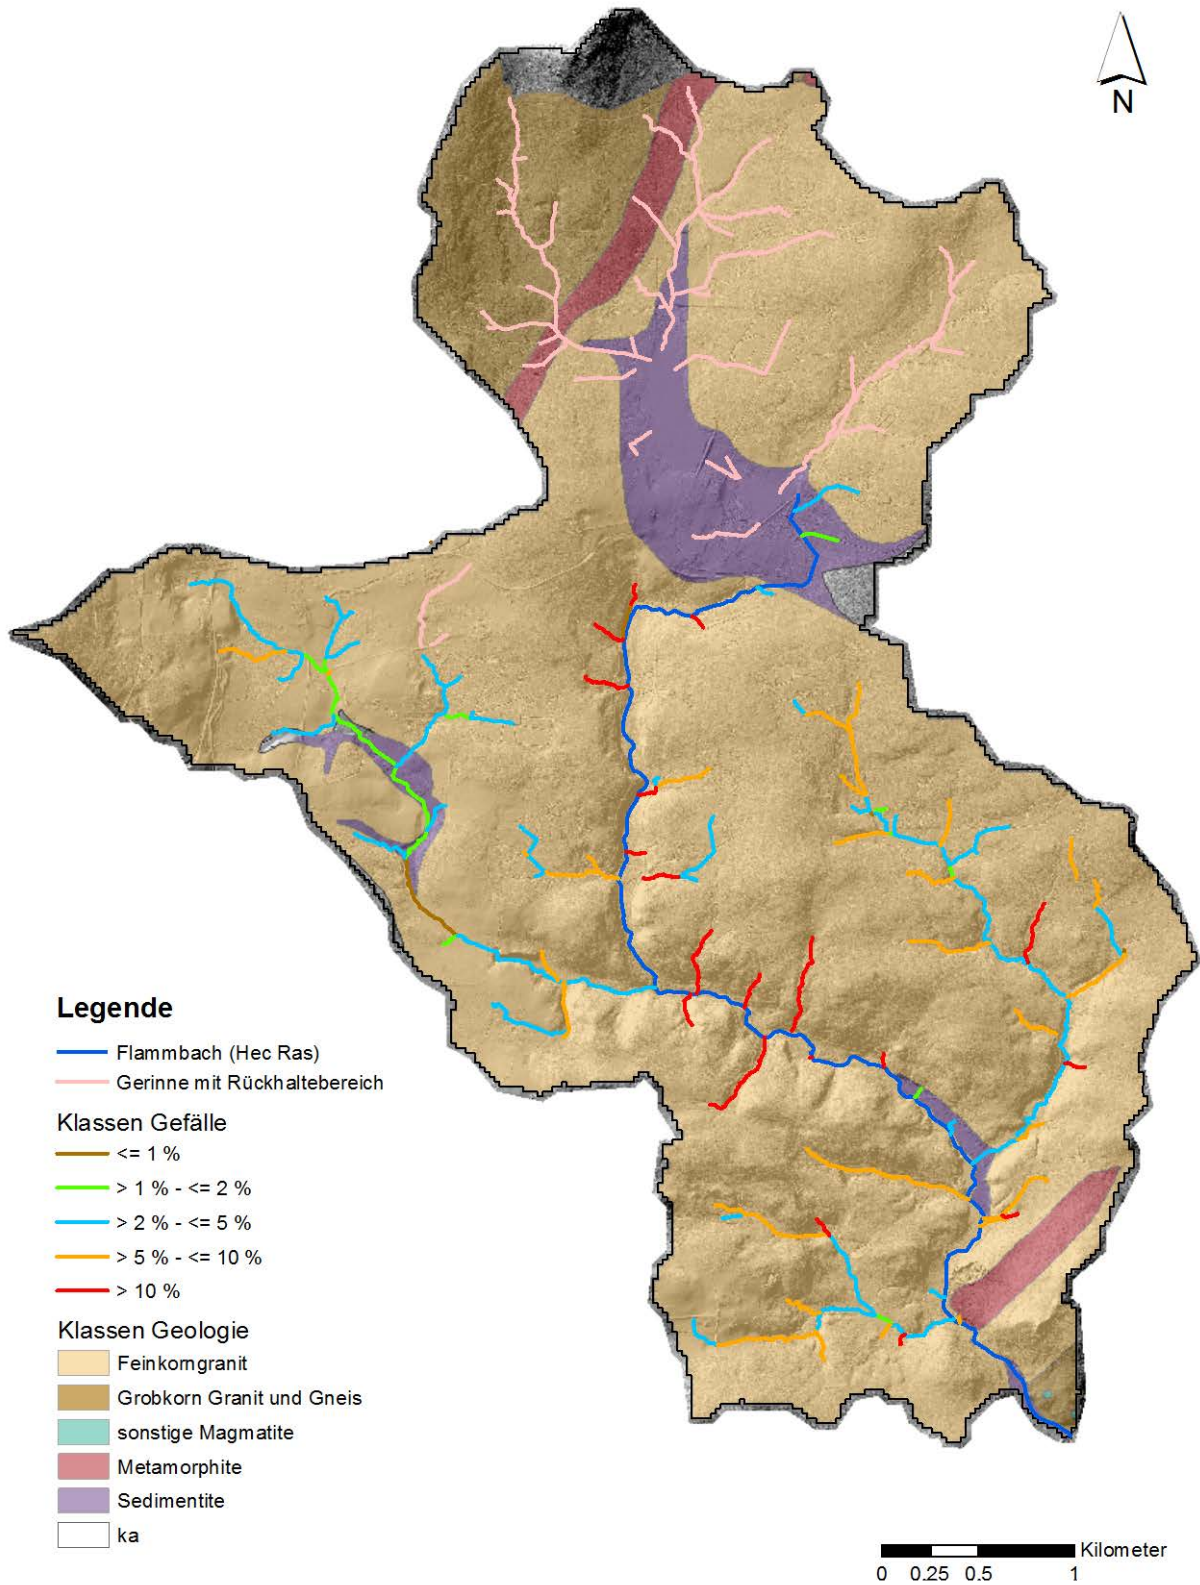 N
Legende
Flammbach (Hec Ras)
Gerinne mit Rückhaltebereich
Klassen Gefälle
<= 1 %
> 1 % - <= 2 %
> 2 % - <= 5 %
> 5 % - <= 10 %
> 10 %
Klassen Geologie
Feinkorngranit
Grobkorn Granit und Gneis
sonstige Magmatite
Metamorphite
Sedimentite
ka
Kilometer
0 0.25 0.5 1